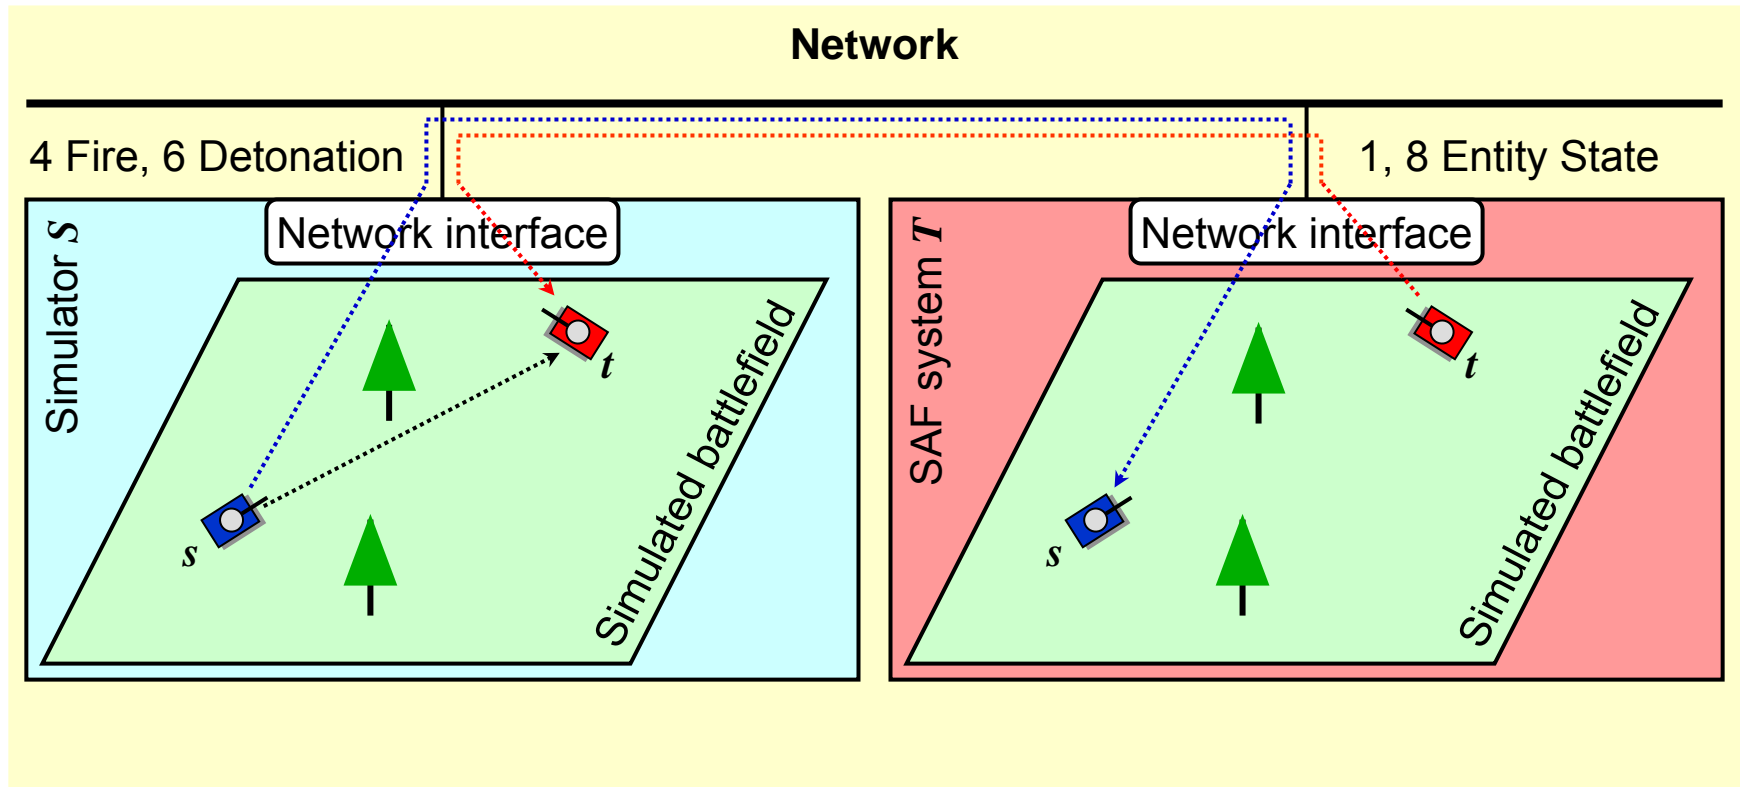 Network
4 Fire, 6 Detonation
1, 8 Entity State
Simulator S
Network interface
t
s
Simulated battlefield
SAF system T
Network interface
t
s
Simulated battlefield